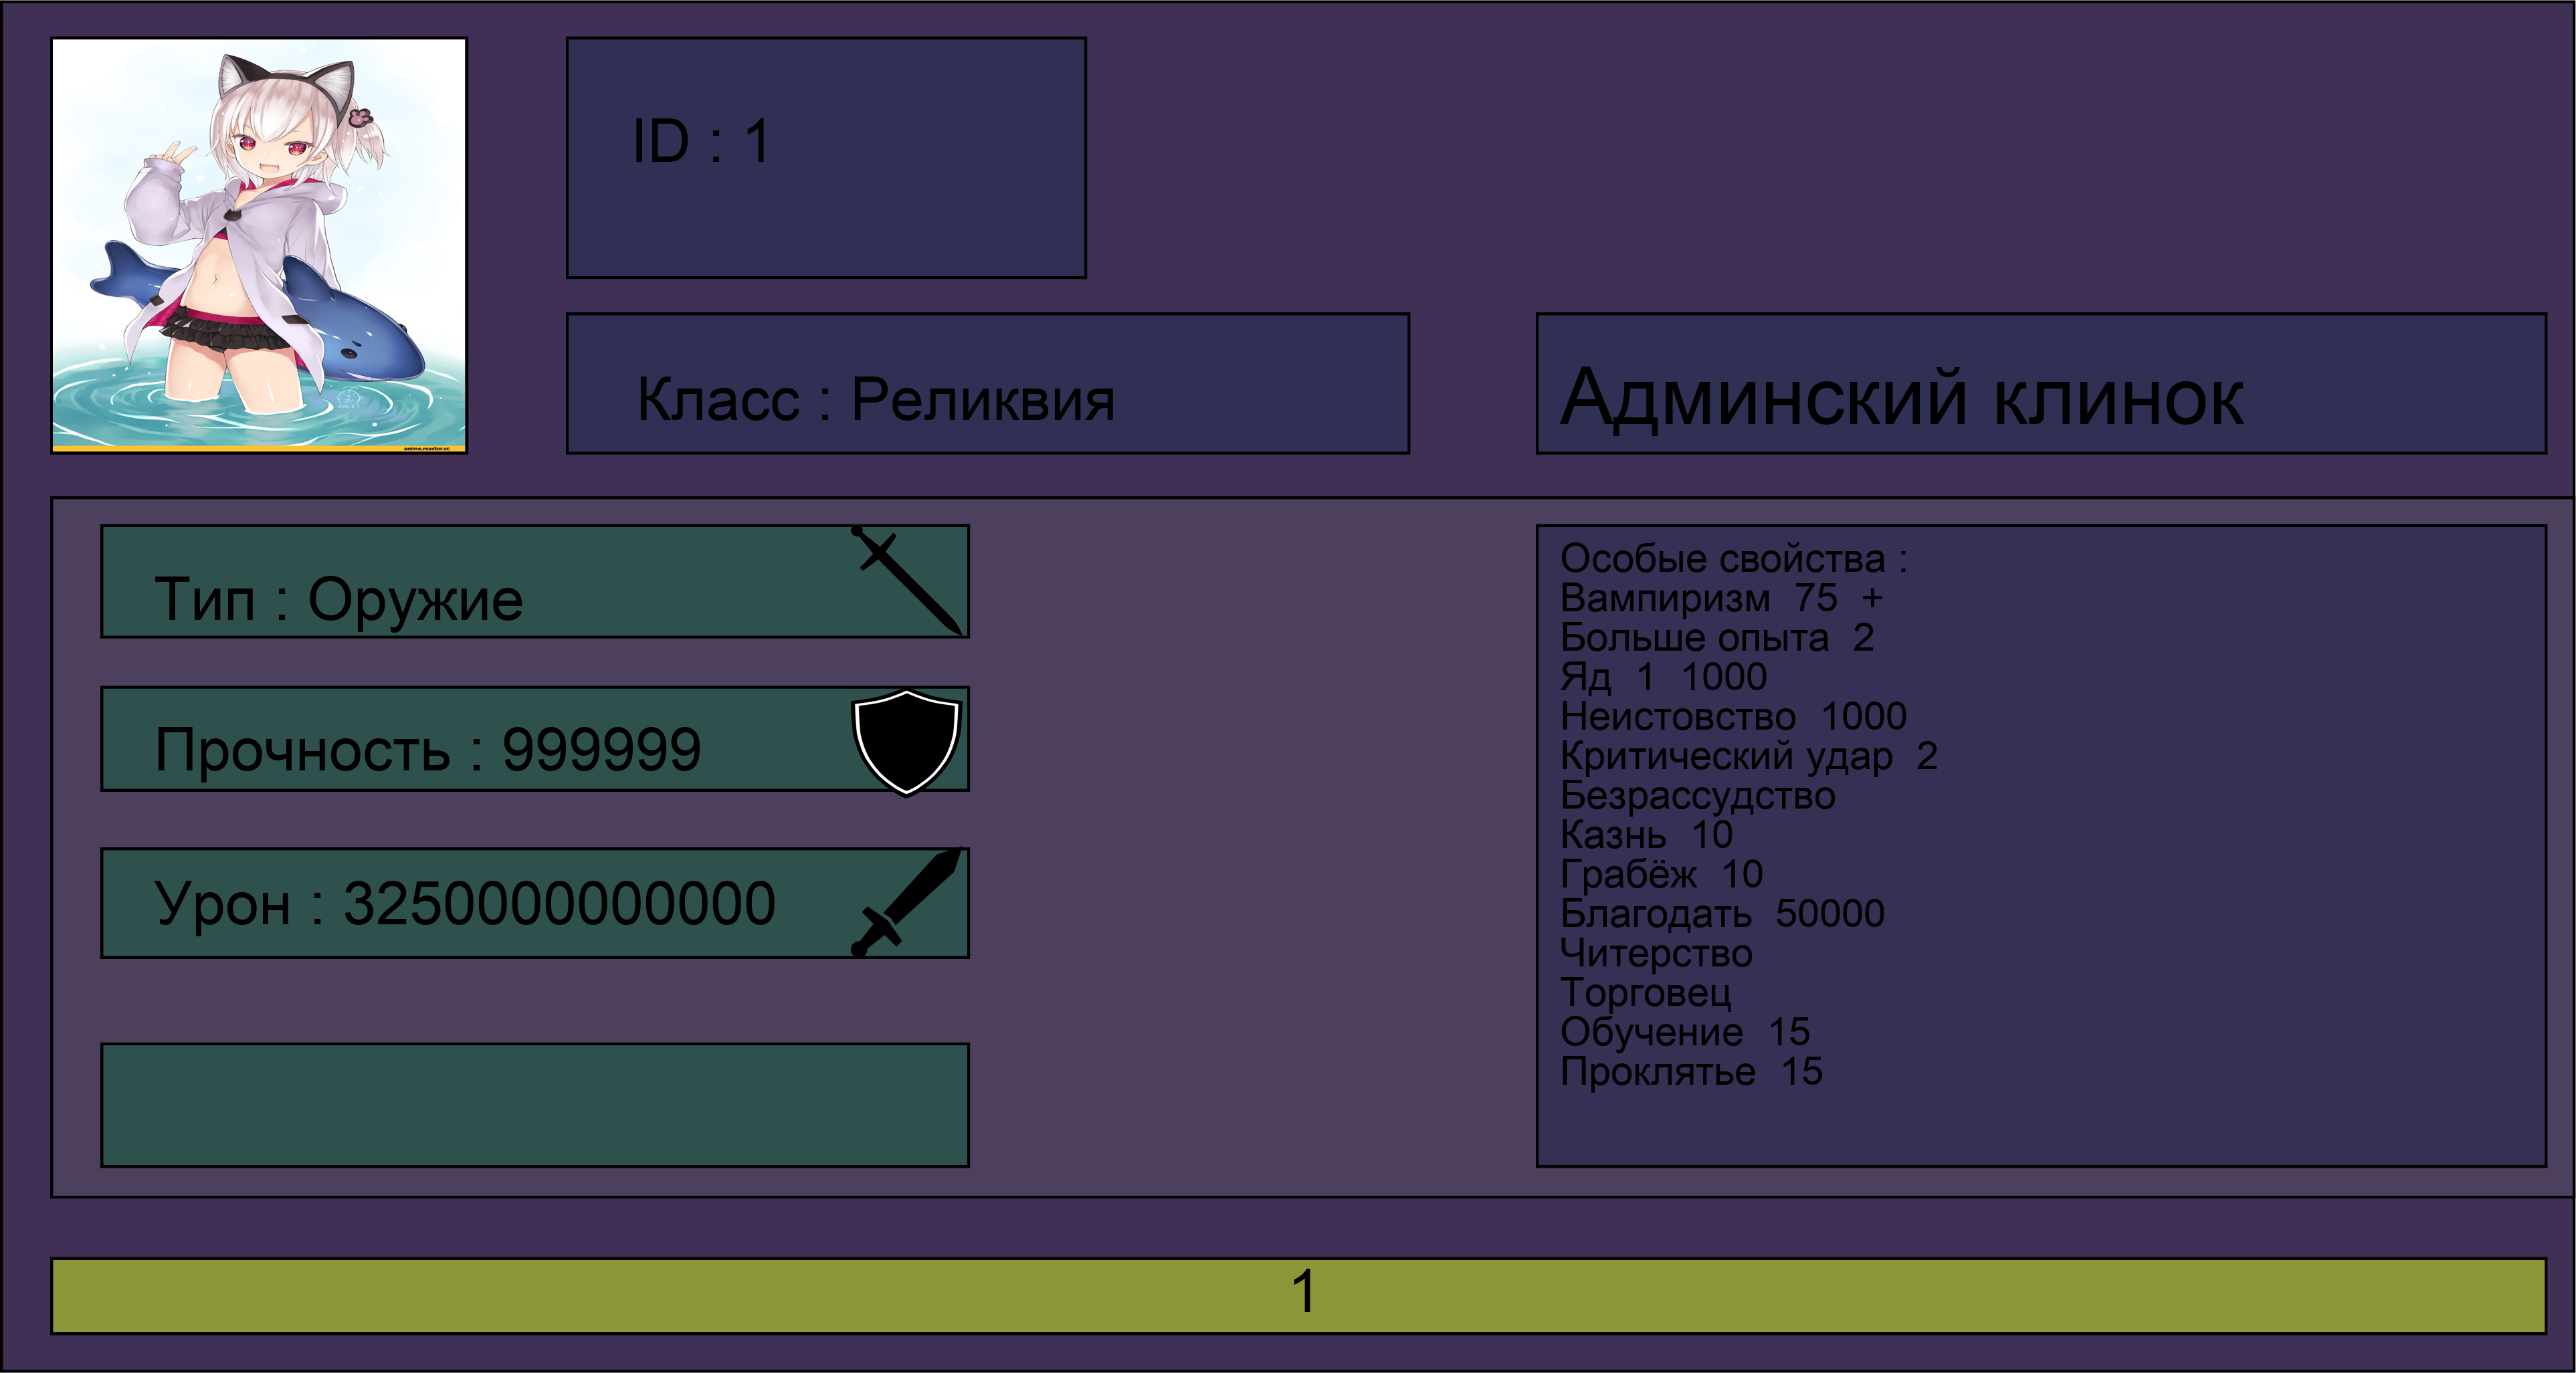 ID : 1
Класс : Реликвия
Админский клинок
anime.reactor.cc
Тип : Оружие
Прочность : 999999
Урон : 3250000000000
Особые свойства :
Вампиризм 75 +
Больше опыта 2
Яд 1 1000
Неистовство 1000
Критический удар 2
Безрассудство
Казнь 10
Грабёж 10
Благодать 50000
Читерство
Торговец
Обучение 15
Проклятье 15
1